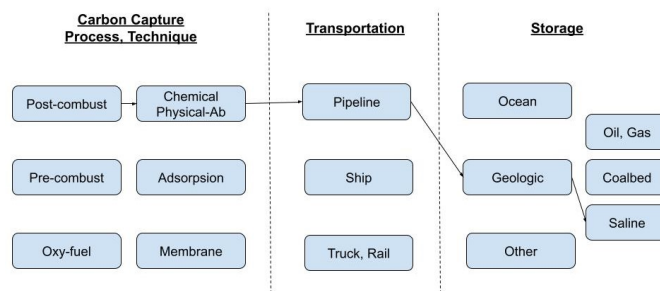 Carbon Capture
Process, Technique
Transportation
Storage
Post-combust
Chemical
Physical-Ab
Pipeline
Ocean
Oil, Gas
Pre-combust
Adsorpsion
Ship
Geologic
Coalbed
Saline
Oxy-fuel
Membrane
Truck, Rail
Other